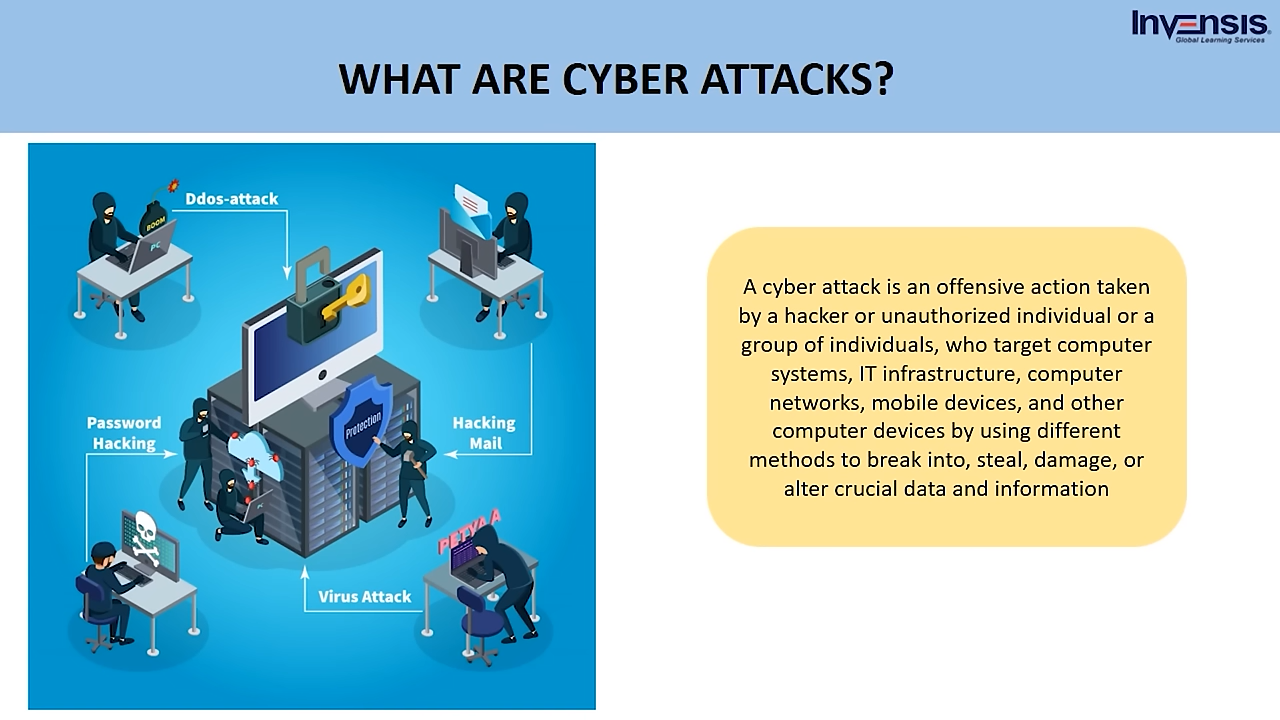 Invensis
Global Learning Services
WHAT ARE CYBER ATTACKS?
Ddos-attack
BOOM
PC
Protection
Password
Hacking
Hacking
Mail
PC
PETYA A
Virus Attack
A cyber attack is an offensive action taken
by a hacker or unauthorized individual or a
group of individuals, who target computer
systems, IT infrastructure, computer
networks, mobile devices, and other
computer devices by using different
methods to break into, steal, damage, or
alter crucial data and information